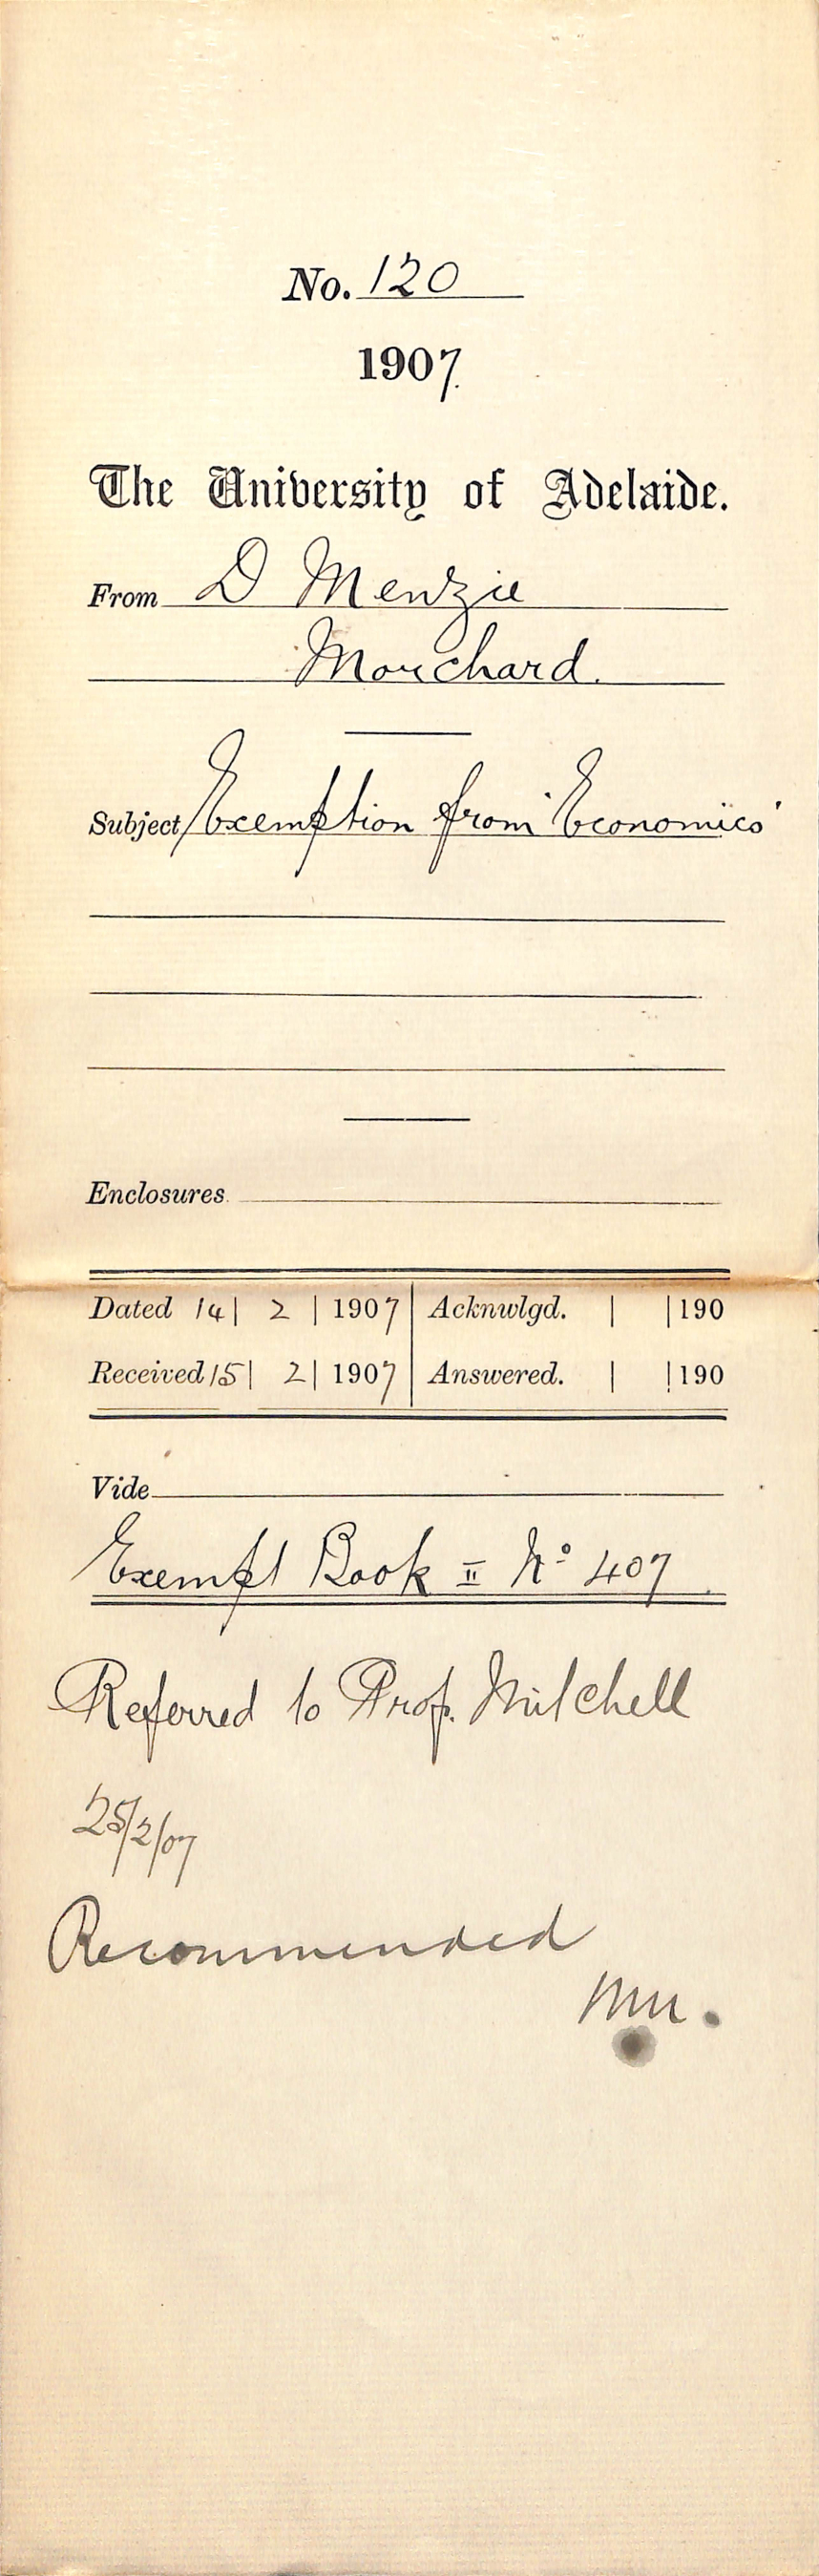 No. 120
1907
The University of Adelaide.
From D Menzie
Morchard.
Subject Exemption from 'Economics'
Enclosures
Dated 14 | 2 | 1907 | Acknwlgd. | | 190
Received 15 | 2 | 1907 | Answered. | | 190
Vide
Exempt Book II No 407
Referred to Prof. Mitchell
25/2/07
Recommended